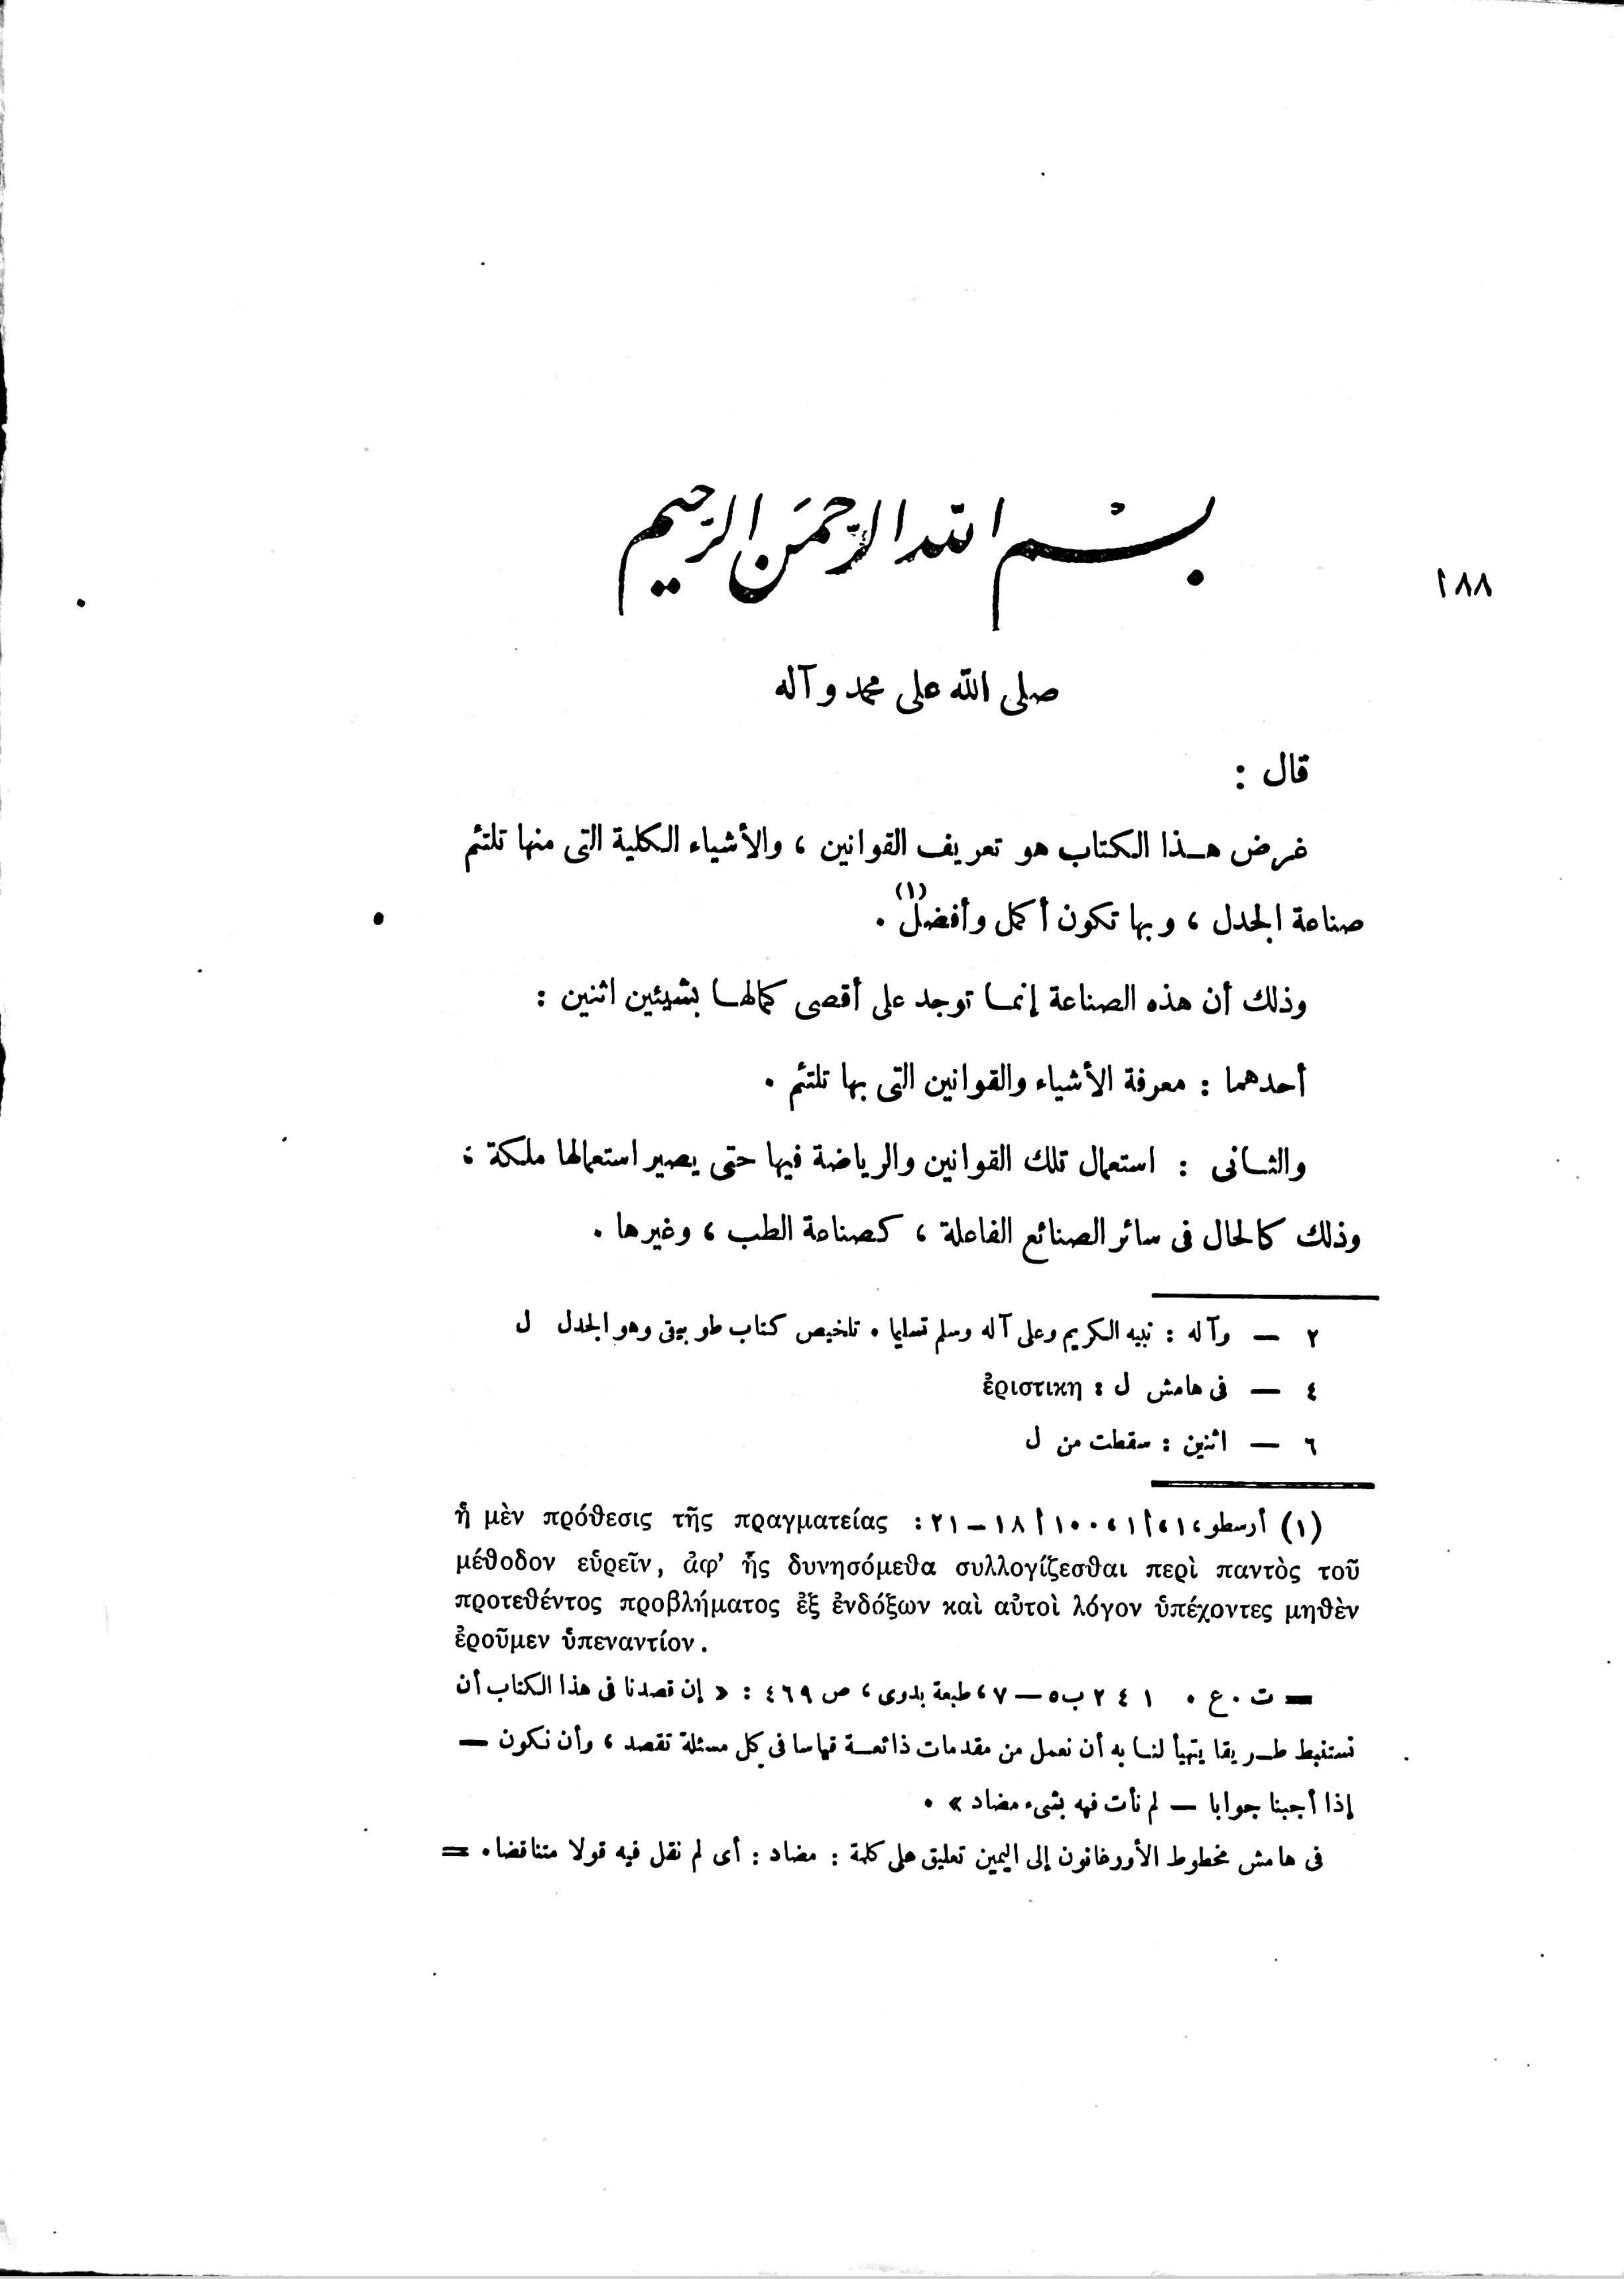 بسم الله الرحمن الرحيم
١٨٨أ
صلى الله على محمد وآله
قال :
غرض هذا الكتاب هو تعريف القوانين ، والأشياء الكلية التى منها تلتئم
صناعة الجدل ، وبها تكون أكمل وأفضل (١) .
وذلك أن هذه الصناعة إنما توجد على أقصى كمالها بشيئين اثنين :
أحدهما : معرفة الأشياء والقوانين التى بها تلتئم .
والثانى : استعمال تلك القوانين والرياضة فيها حتى يصير استعمالها ملكة ؛
وذلك كالحال فى سائر الصنائع الفاعلة ، كصناعة الطب ، وغيرها .
٢ — وآله : نبيه الكريم وعلى آله وسلم تسليما . تلخيص كتاب طوبيقى وهو الجدل ل
٤ — فى هامش ل : ἐριστικη
٦ — اثنين : سقطت من ل
(١) أرسطو ، ١ ، ١ ، ١٠٠ أ ١٨ – ٢١ : ἡ μὲν πρόθεσις τῆς πραγματείας
μέθοδον εὑρεῖν, ἀφ’ ἧς δυνησόμεθα συλλογίζεσθαι περὶ παντὸς τοῦ
προτεθέντος προβλήματος ἐξ ἐνδόξων καὶ αὐτοὶ λόγον ὑπέχοντες μηθὲν
ἐροῦμεν ὑπεναντίον.
= ت . ع . ٢٤١ ب ٥ — ٧ ، طبعة بدوى ، ص ٤٦٩ : « إن قصدنا فى هذا الكتاب أن
نستنبط طريقا يتهيأ لنا به أن نعمل من مقدمات ذائعة قياسا فى كل مسئلة تقصد ، وأن نكون —
إذا أجبنا جوابا — لم نأت فيه بشىء مضاد » .
فى هامش مخطوط الأورغانون إلى اليمين تعليق على كلمة : مضاد : أى لم نقل فيه قولا متناقضا . =